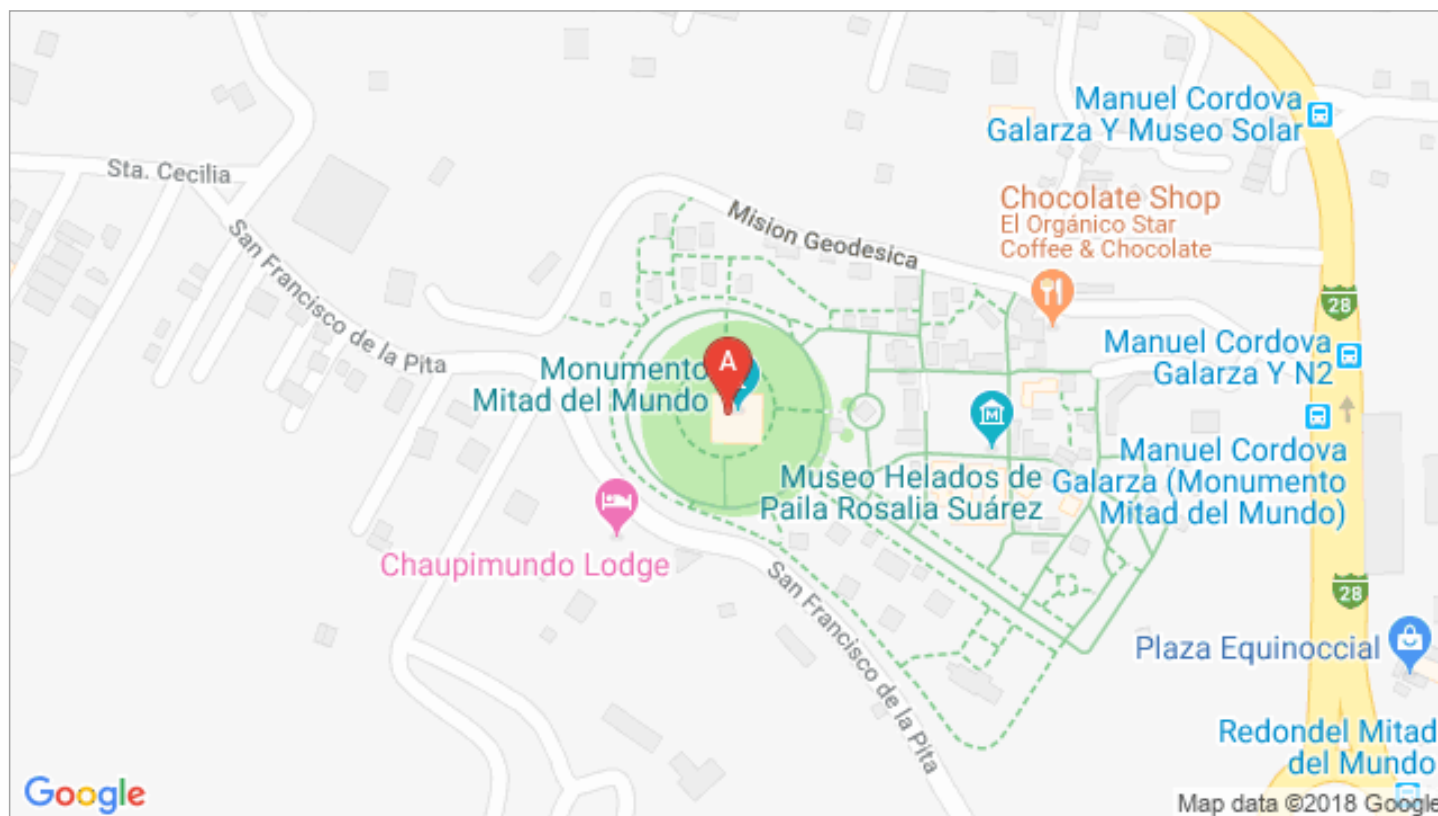 Manuel Cordova
Galarza Y Museo Solar
Sta. Cecilia
Chocolate Shop
El Orgánico Star
Coffee & Chocolate
Mision Geodesica
San Francisco de la Pita
28
Manuel Cordova
Galarza Y N2
A
Monumento
Mitad del Mundo
M
Manuel Cordova
Galarza (Monumento
Mitad del Mundo)
Museo Helados de
Paila Rosalia Suárez
Chaupimundo Lodge
San Francisco de la Pita
28
Plaza Equinoccial
Redondel Mitad
del Mundo
Google
Map data ©2018 Google